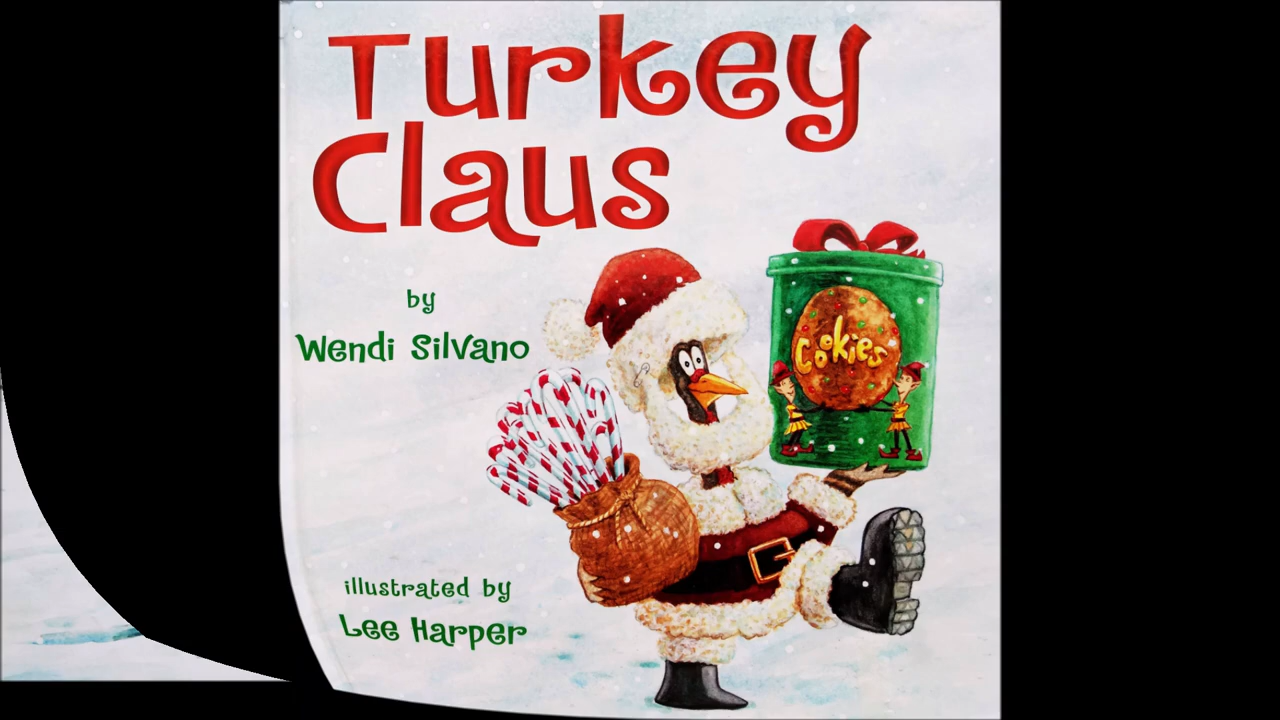 Turkey
Claus
by
Wendi Silvano
Cookies
illustrated by
Lee Harper